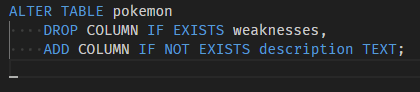 ALTER TABLE pokemon
    DROP COLUMN IF EXISTS weaknesses,
    ADD COLUMN IF NOT EXISTS description TEXT;